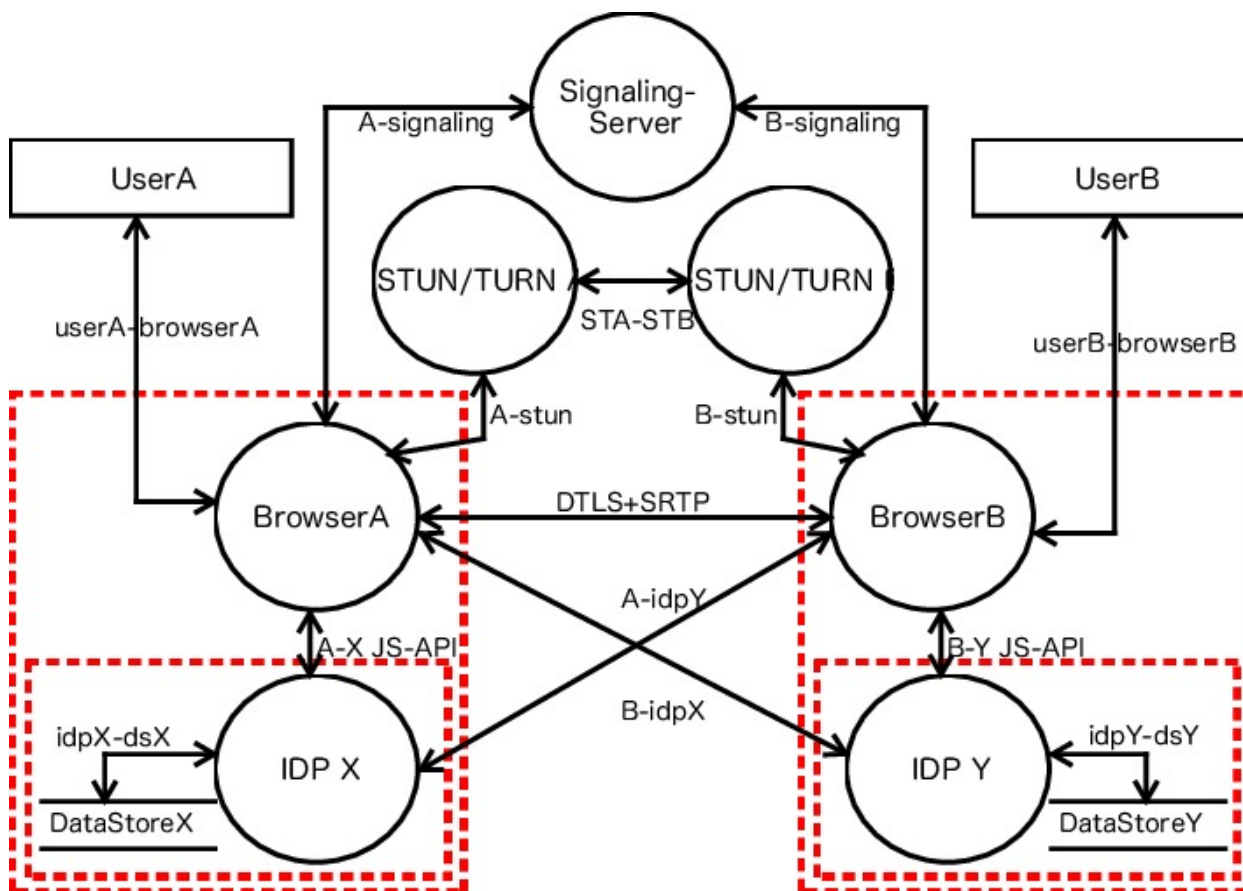 Signaling-
Server
A-signaling
B-signaling
UserA
UserB
STUN/TURN
STUN/TURN
STA-STB
userA-browserA
userB-browserB
A-stun
B-stun
DTLS+SRTP
BrowserA
BrowserB
A-idpY
A-X JS-API
B-Y JS-API
B-idpX
idpX-dsX
idpY-dsY
IDP X
IDP Y
DataStoreX
DataStoreY